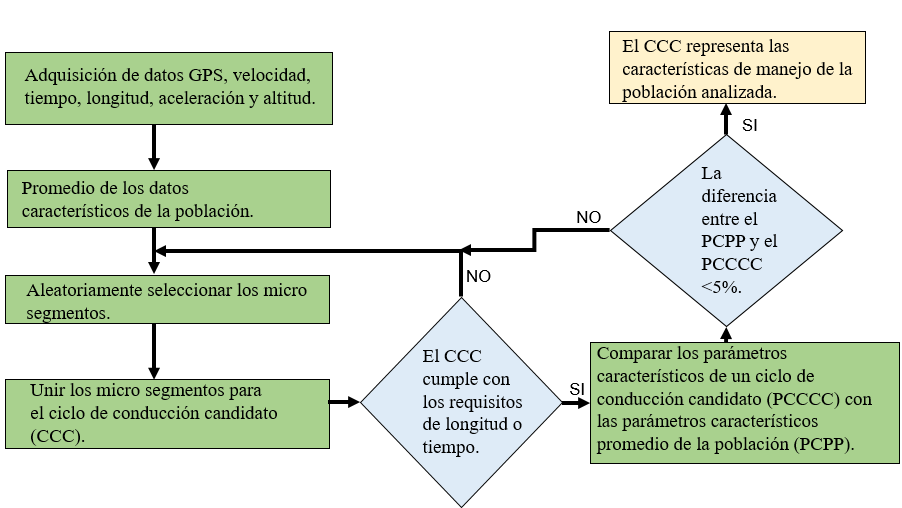 Adquisición de datos GPS, velocidad,
tiempo, longitud, aceleración y altitud.
Promedio de los datos
característicos de la población.
Aleatoriamente seleccionar los micro
segmentos.
Unir los micro segmentos para
el ciclo de conducción candidato
(CCC).
El CCC
cumple con
los requisitos
de longitud o
tiempo.
NO
SI
Comparar los parámetros
característicos de un ciclo de
conducción candidato (PCCCC) con
las parámetros característicos
promedio de la población (PCPP).
La
diferencia
entre el
PCPP y el
PCCCC
<5%.
NO
SI
El CCC representa las
características de manejo de la
población analizada.